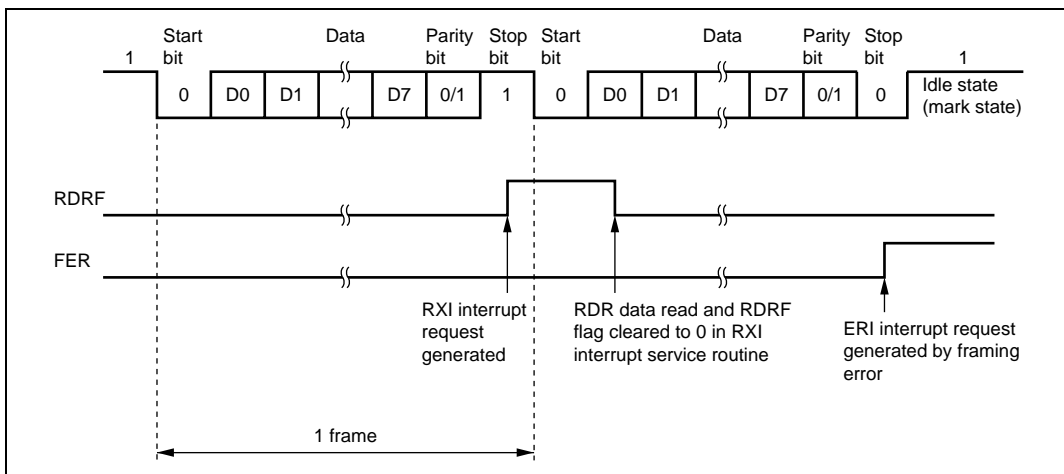 Start bit Data Parity bit Stop bit Start bit Data Parity bit Stop bit
1 1
0 D0 D1 D7 0/1 1 0 D0 D1 D7 0/1 0 Idle state (mark state)
RDRF
FER
RXI interrupt
request
generated
RDR data read and RDRF
flag cleared to 0 in RXI
interrupt service routine
ERI interrupt request
generated by framing
error
1 frame